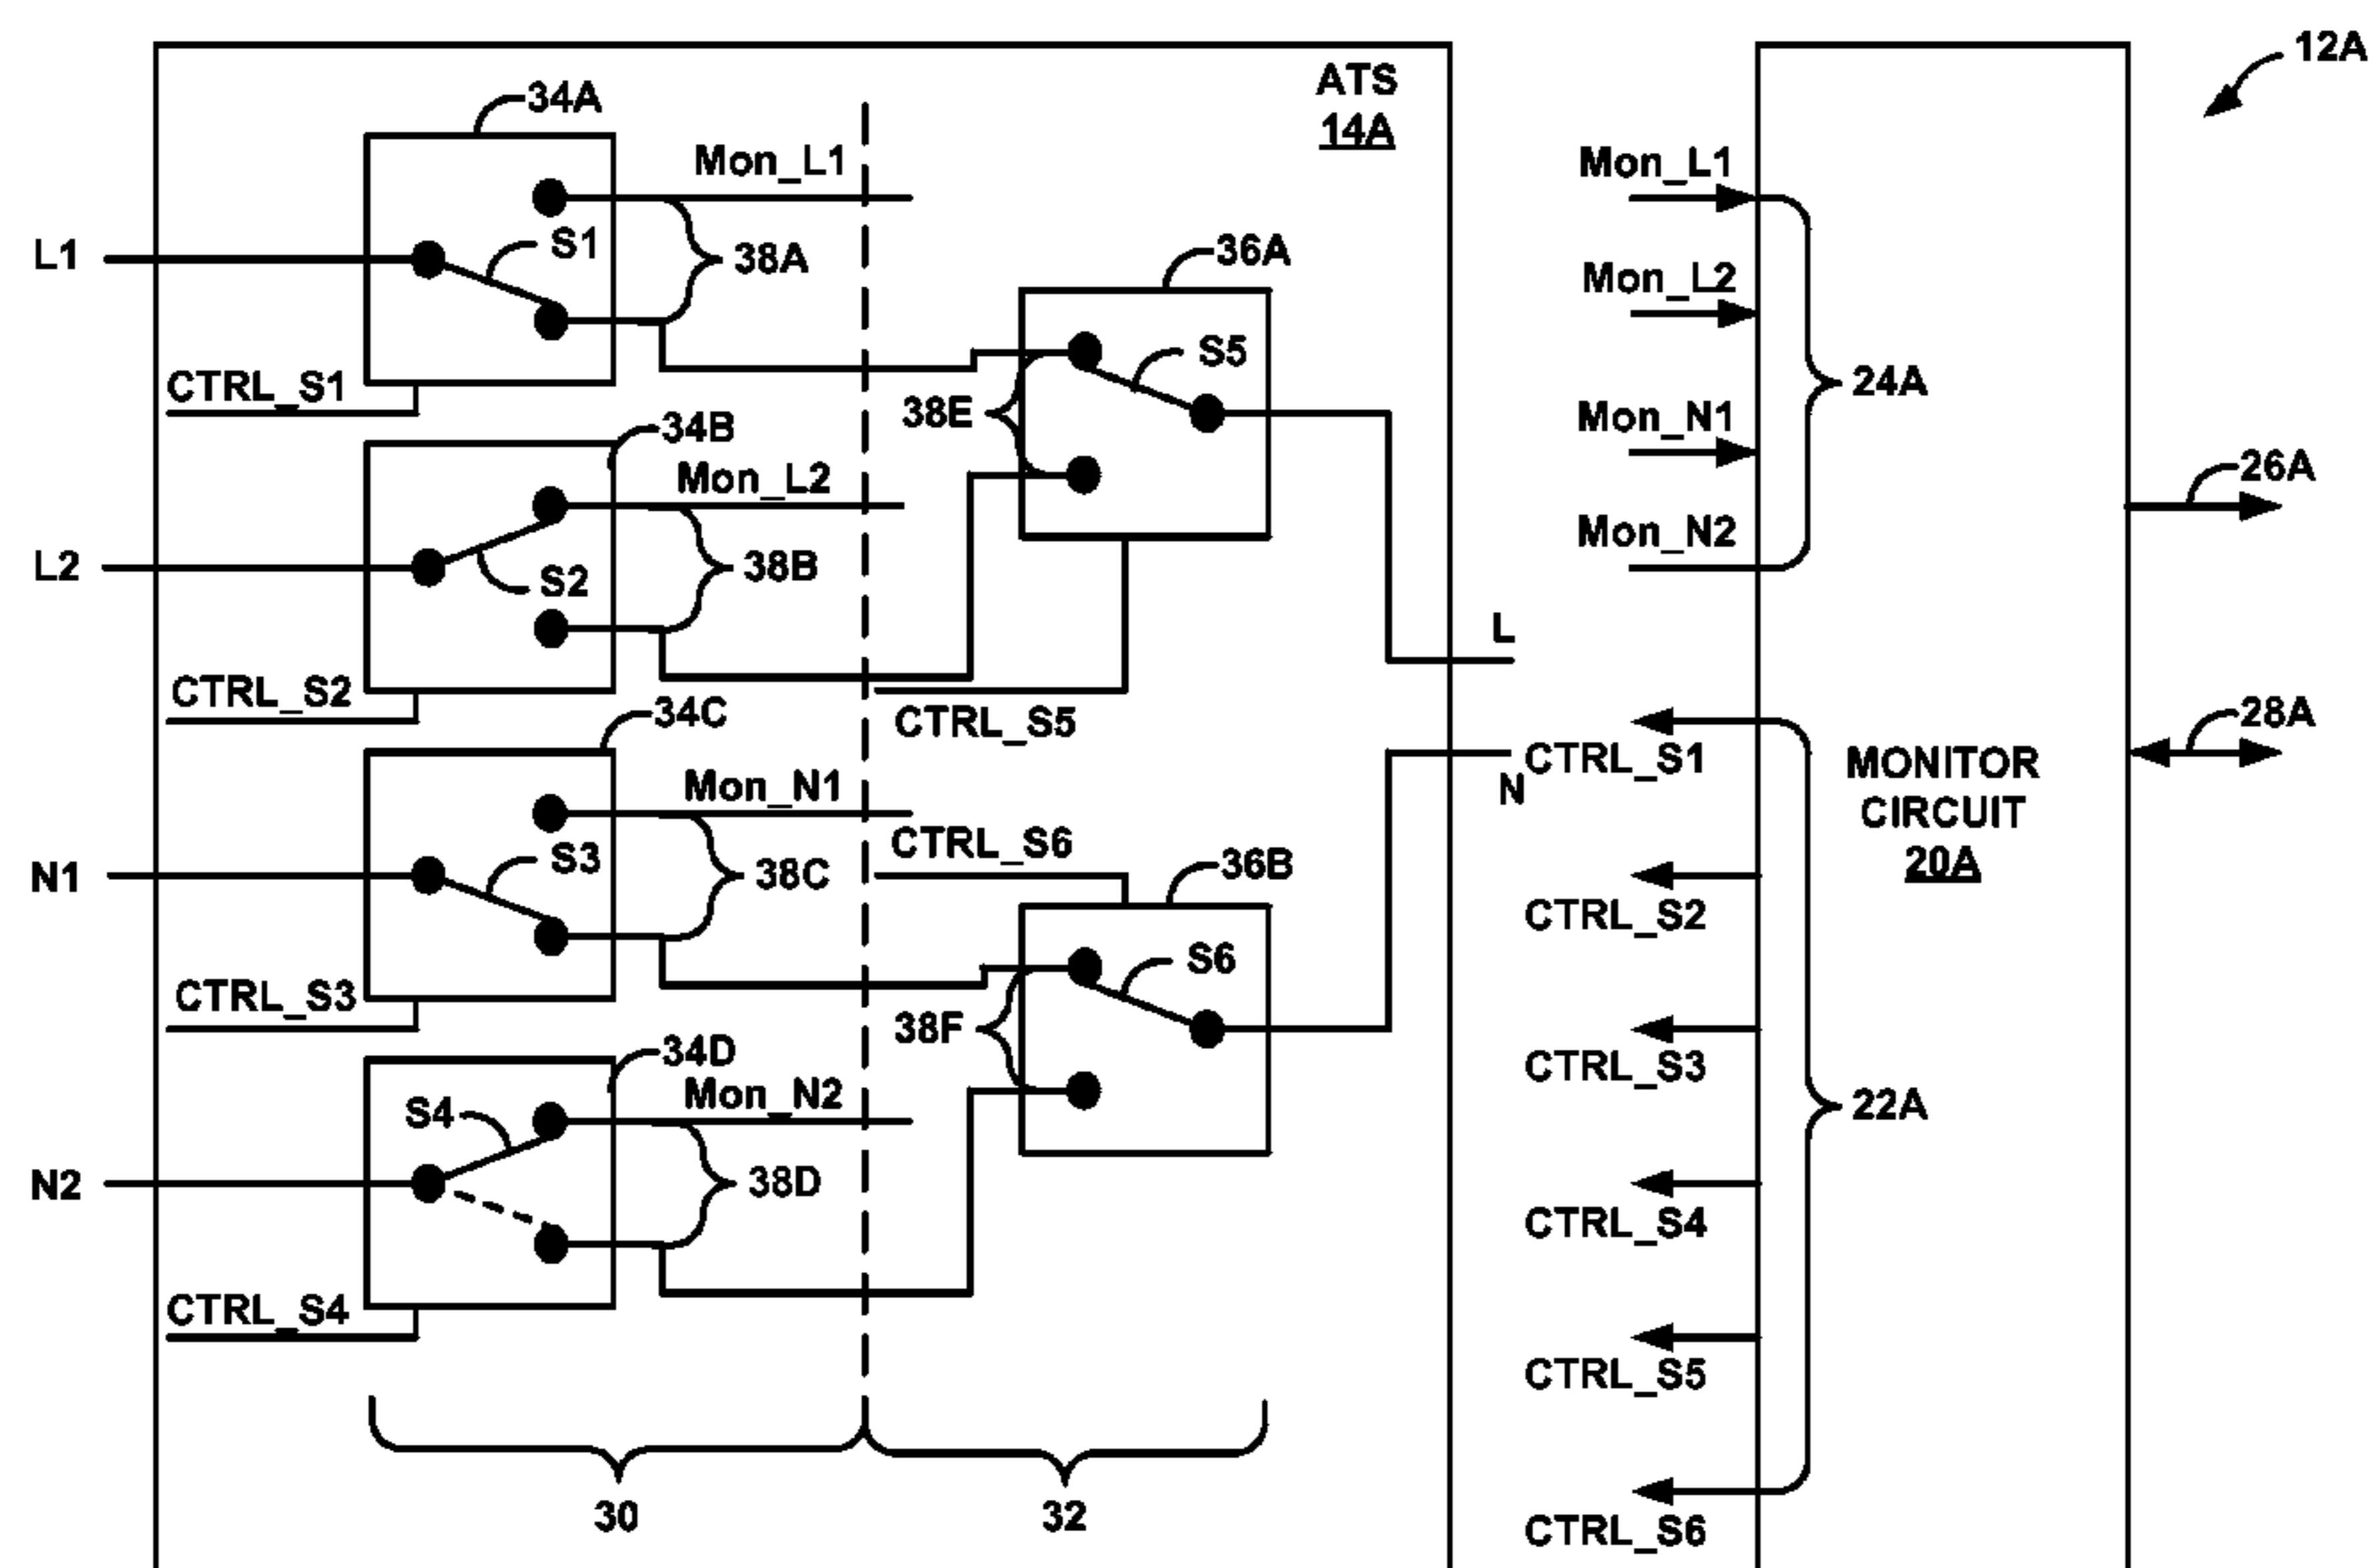 12A
ATS
14A
34A
Mon_L1
Mon_L1
L1
S1
38A
36A
Mon_L2
S5
CTRL_S1
38E
24A
34B
Mon_N1
Mon_L2
26A
Mon_N2
L2
S2
38B
L
CTRL_S2
34C
CTRL_S5
28A
CTRL_S1
N
MONITOR
CIRCUIT
20A
Mon_N1
CTRL_S6
36B
N1
S3
38C
CTRL_S2
S6
CTRL_S3
38F
34D
CTRL_S3
Mon_N2
S4
22A
N2
38D
CTRL_S4
CTRL_S4
CTRL_S5
30
32
CTRL_S6